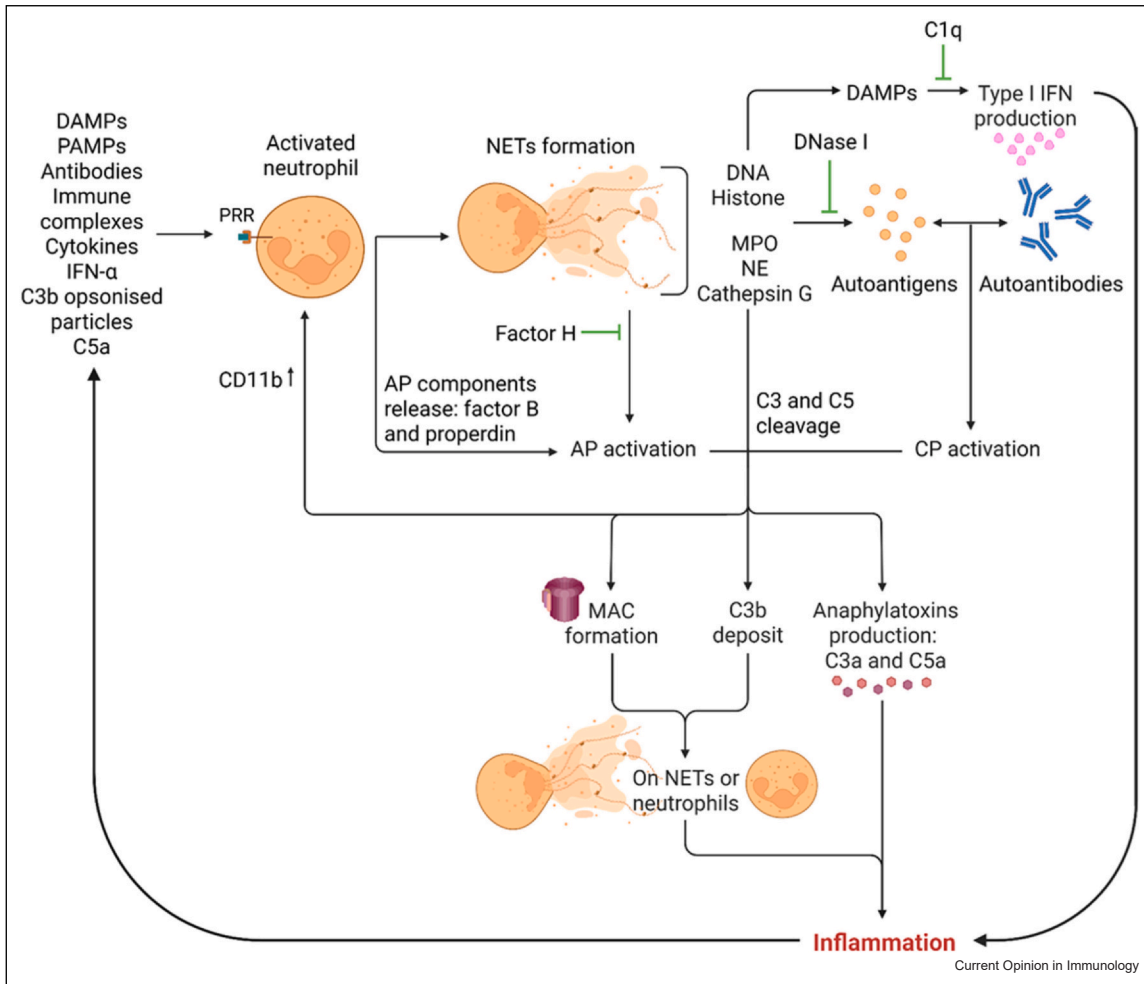 C1q
DAMPs
PAMPs
Antibodies
Immune
complexes
Cytokines
IFN-α
C3b opsonised
particles
C5a
PRR
Activated
neutrophil
CD11b↑
NETs formation
Factor H
AP components
release: factor B
and properdin
AP activation
DNA
Histone
MPO
NE
Cathepsin G
DAMPs
Type I IFN
production
DNase I
Autoantigens
Autoantibodies
C3 and C5
cleavage
CP activation
MAC
formation
C3b
deposit
Anaphylatoxins
production:
C3a and C5a
On NETs or
neutrophils
Inflammation
Current Opinion in Immunology